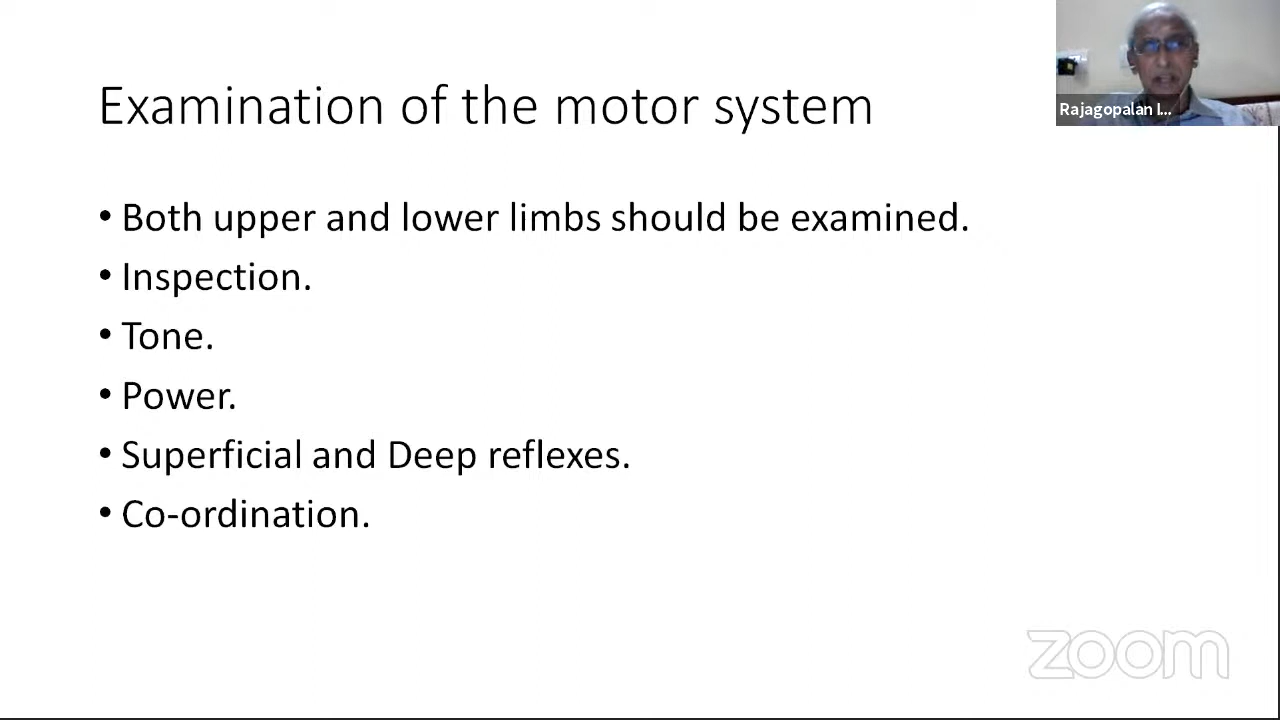 Examination of the motor system
Rajagopalan I...
• Both upper and lower limbs should be examined.
• Inspection.
• Tone.
• Power.
• Superficial and Deep reflexes.
• Co-ordination.
zoom